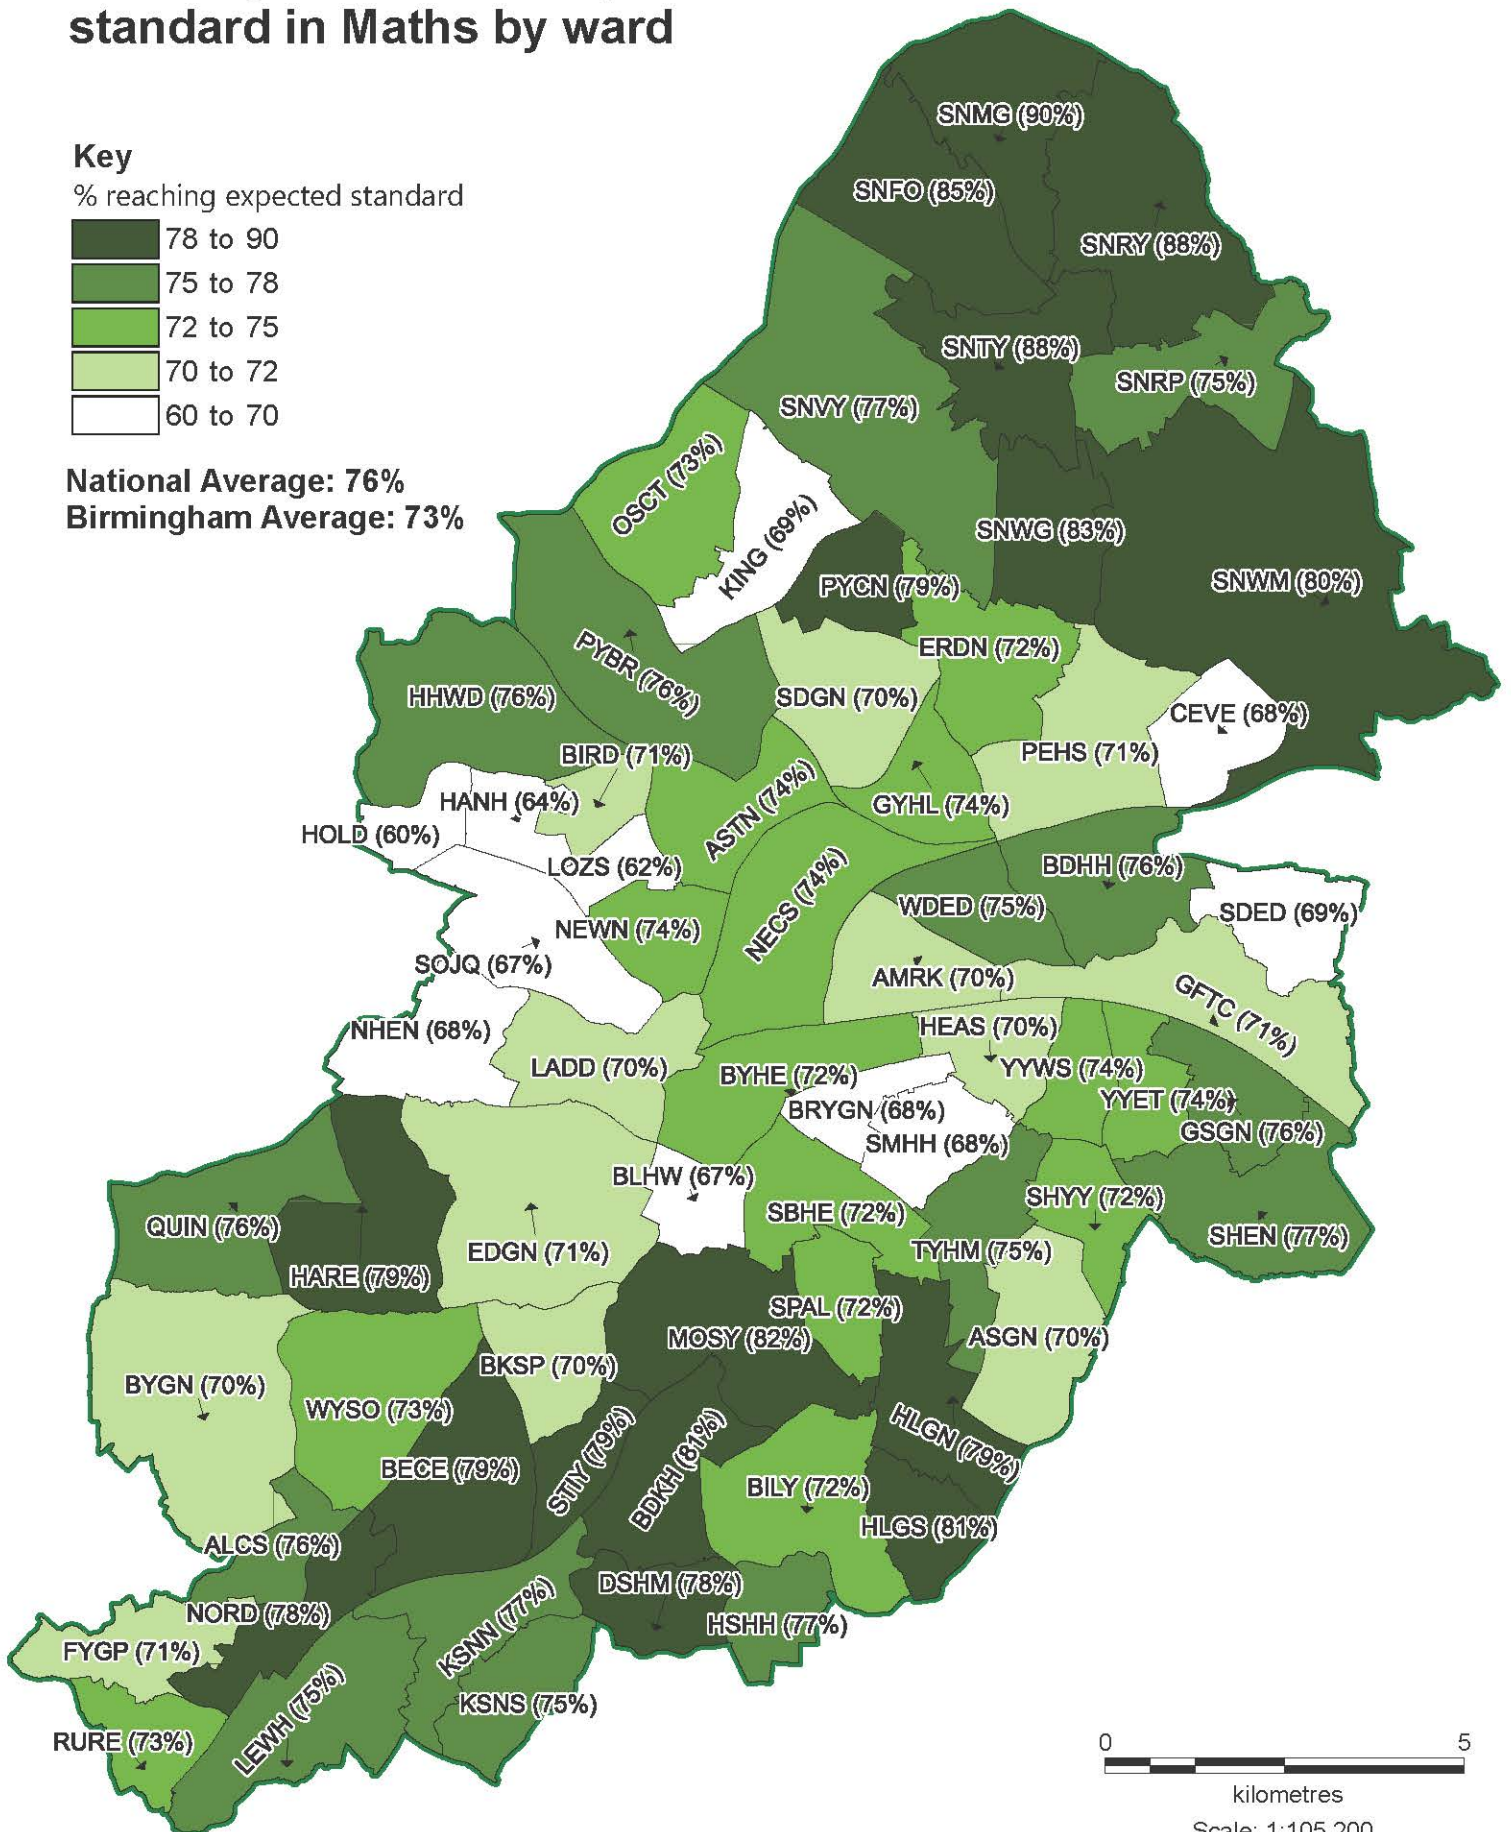 standard in Maths by ward
Key
% reaching expected standard
78 to 90
75 to 78
72 to 75
70 to 72
60 to 70
National Average: 76%
Birmingham Average: 73%
SNMG (90%)
SNFO (85%)
SNRY (88%)
SNTY (88%)
SNRP (75%)
SNVY (77%)
OSCT (73%)
KING (69%)
SNWG (83%)
SNWM (80%)
PYCN (79%)
ERDN (72%)
PYBR (76%)
HHWD (76%)
SDGN (70%)
CEVE (68%)
BIRD (71%)
PEHS (71%)
HANH (64%)
ASTN (74%)
GYHL (74%)
HOLD (60%)
LOZS (62%)
BDHH (76%)
NECS (74%)
WDED (75%)
SDED (69%)
NEWN (74%)
SOJQ (67%)
AMRK (70%)
GFTC (71%)
NHEN (68%)
HEAS (70%)
LADD (70%)
BYHE (72%)
YYWS (74%)
YYET (74%)
BRYGN (68%)
GSGN (76%)
SMHH (68%)
BLHW (67%)
SHYY (72%)
QUIN (76%)
SBHE (72%)
SHEN (77%)
EDGN (71%)
TYHM (75%)
HARE (79%)
SPAL (72%)
MOSY (82%)
ASGN (70%)
BKSP (70%)
BYGN (70%)
WYSO (73%)
HLGN (79%)
BECE (79%)
STIY (79%)
BDKH (81%)
BILY (72%)
HLGS (81%)
ALCS (76%)
DSHM (78%)
NORD (78%)
KSNN (77%)
HSHH (77%)
FYGP (71%)
KSNS (75%)
LEWH (75%)
RURE (73%)
0 5
kilometres
Scale: 1:105,200